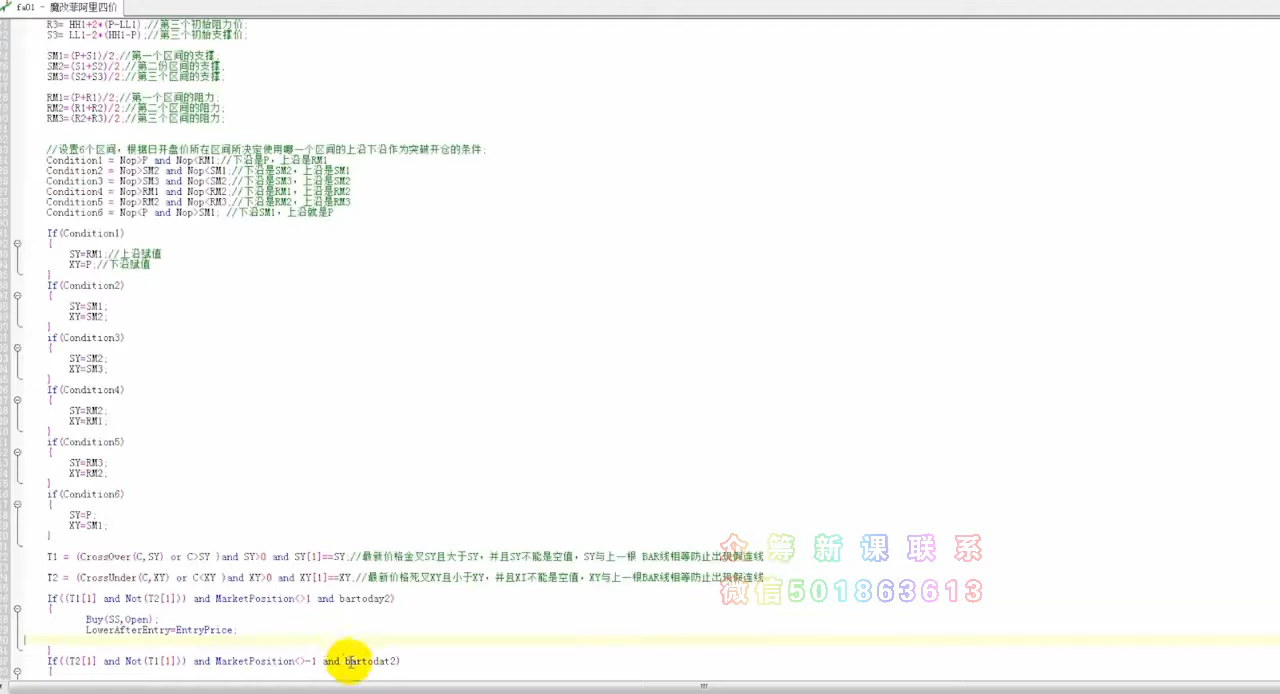 fa01 - 魔改菲阿里四价
R3= HH1+2*(P-LL1);//第三个初始阻力价;
S3= LL1-2*(HH1-P);//第三个初始支撑价;
SM1=(P+S1)/2;//第一个区间的支撑;
SM2=(S1+S2)/2;//第二份区间的支撑;
SM3=(S2+S3)/2;//第三个区间的支撑;
RM1=(P+R1)/2;//第一个区间的阻力;
RM2=(R1+R2)/2;//第二个区间的阻力;
RM3=(R2+R3)/2;//第三个区间的阻力;
//设置6个区间，根据日开盘价所在区间所决定使用哪一个区间的上沿下沿作为突破开仓的条件;
Condition1 = Nop>P and Nop<RM1;//下沿是P，上沿是RM1
Condition2 = Nop>SM2 and Nop<SM1;//下沿是SM2，上沿是SM1
Condition3 = Nop>SM3 and Nop<SM2;//下沿是SM3，上沿是SM2
Condition4 = Nop>RM1 and Nop<RM2;//下沿是RM1，上沿是RM2
Condition5 = Nop>RM2 and Nop<RM3;//下沿是RM2，上沿是RM3
Condition6 = Nop<P and Nop>SM1; //下沿SM1，上沿就是P
If(Condition1)
{
SY=RM1;//上沿赋值
XY=P;//下沿赋值
}
If(Condition2)
{
SY=SM1;
XY=SM2;
}
if(Condition3)
{
SY=SM2;
XY=SM3;
}
If(Condition4)
{
SY=RM2;
XY=RM1;
}
if(Condition5)
{
SY=RM3;
XY=RM2;
}
if(Condition6)
{
SY=P;
XY=SM1;
}
T1 = (CrossOver(C,SY) or C>SY )and SY>0 and SY[1]==SY;//最新价格金叉SY且大于SY，并且SY不能是空值，SY与上一根 BAR线相等防止出现假连线
T2 = (CrossUnder(C,XY) or C<XY )and XY>0 and XY[1]==XY.//最新价格死叉XY且小于XY，并且XI不能是空值，XY与上一根BAR线相等防止出现假连线
众筹新课联系
微信501863613
If((T1[1] and Not(T2[1])) and MarketPosition<>1 and bartoday2)
{
Buy(SS,Open);
LowerAfterEntry=EntryPrice;
}
If((T2[1] and Not(T1[1])) and MarketPosition<>-1 and bartodat2)
{